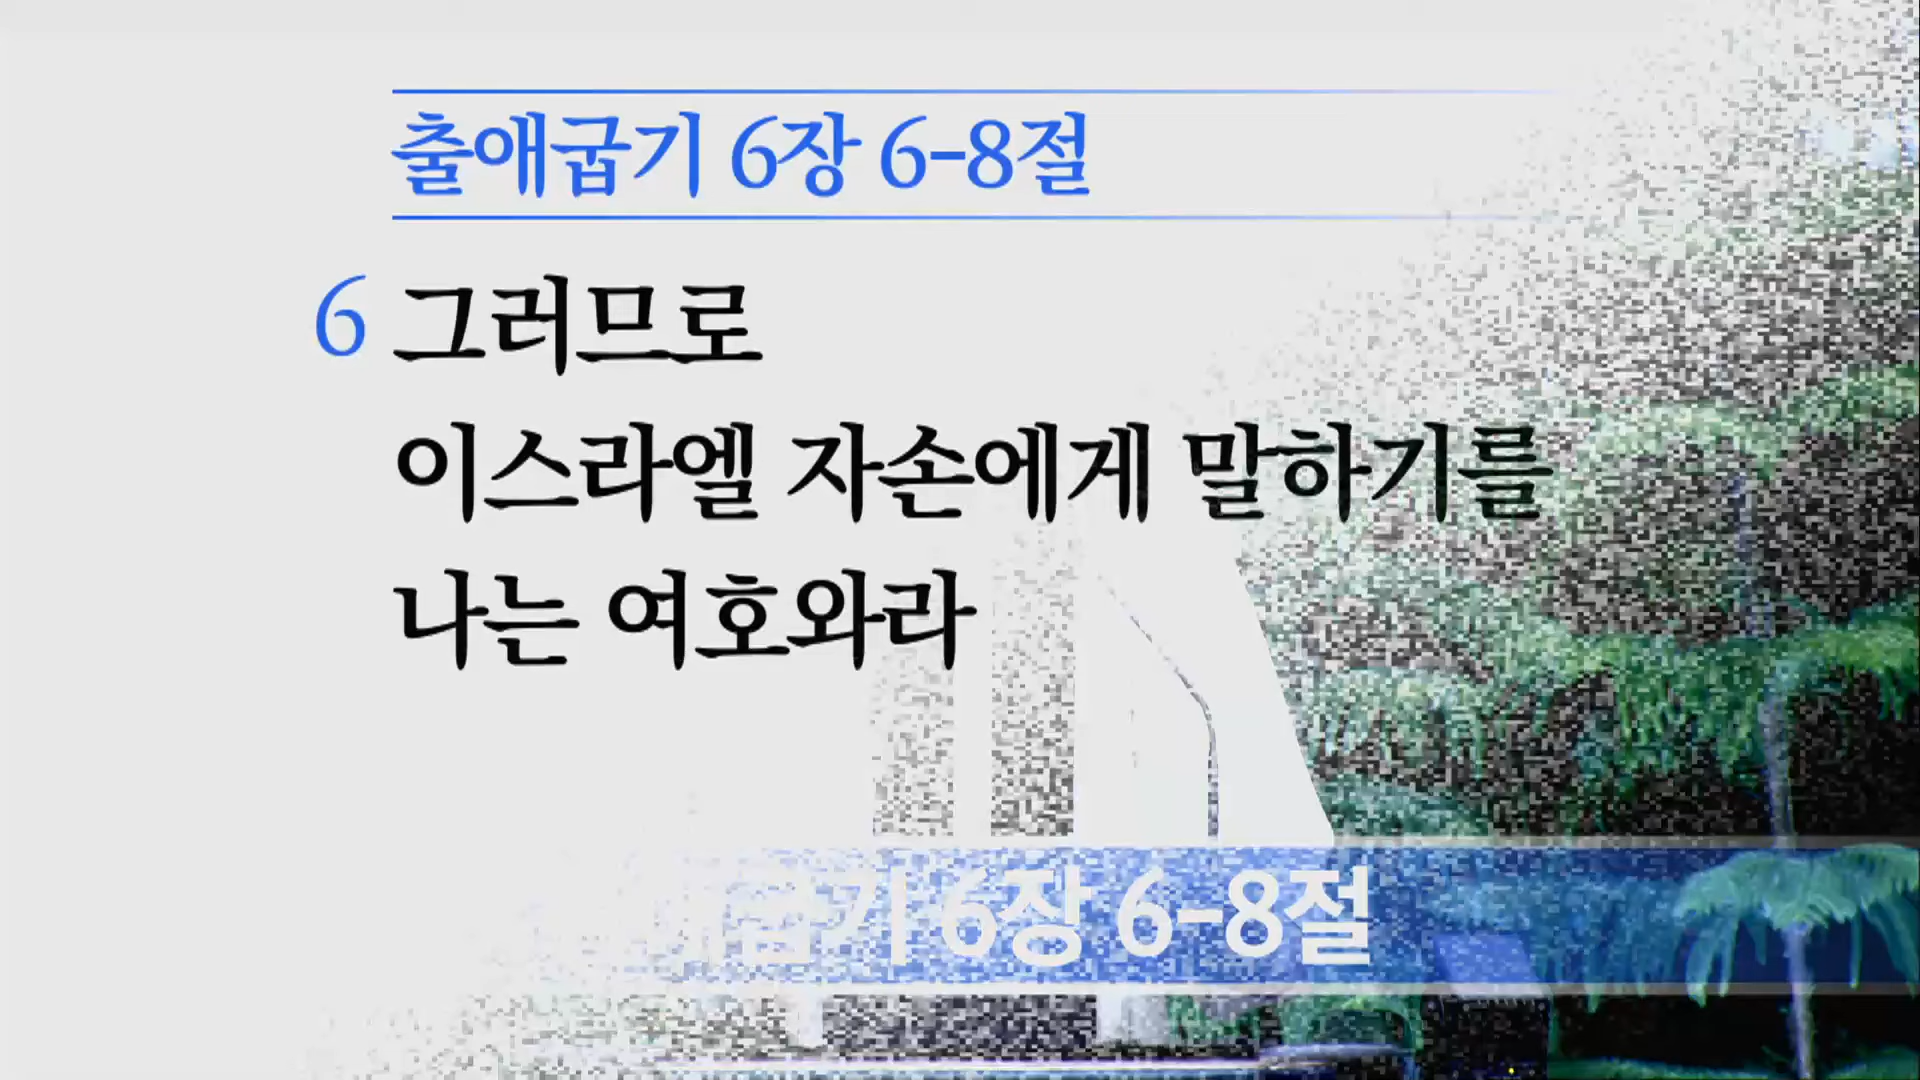 출애굽기 6장 6-8절
6 그러므로
이스라엘 자손에게 말하기를
나는 여호와라
굽기 6장 6-8절